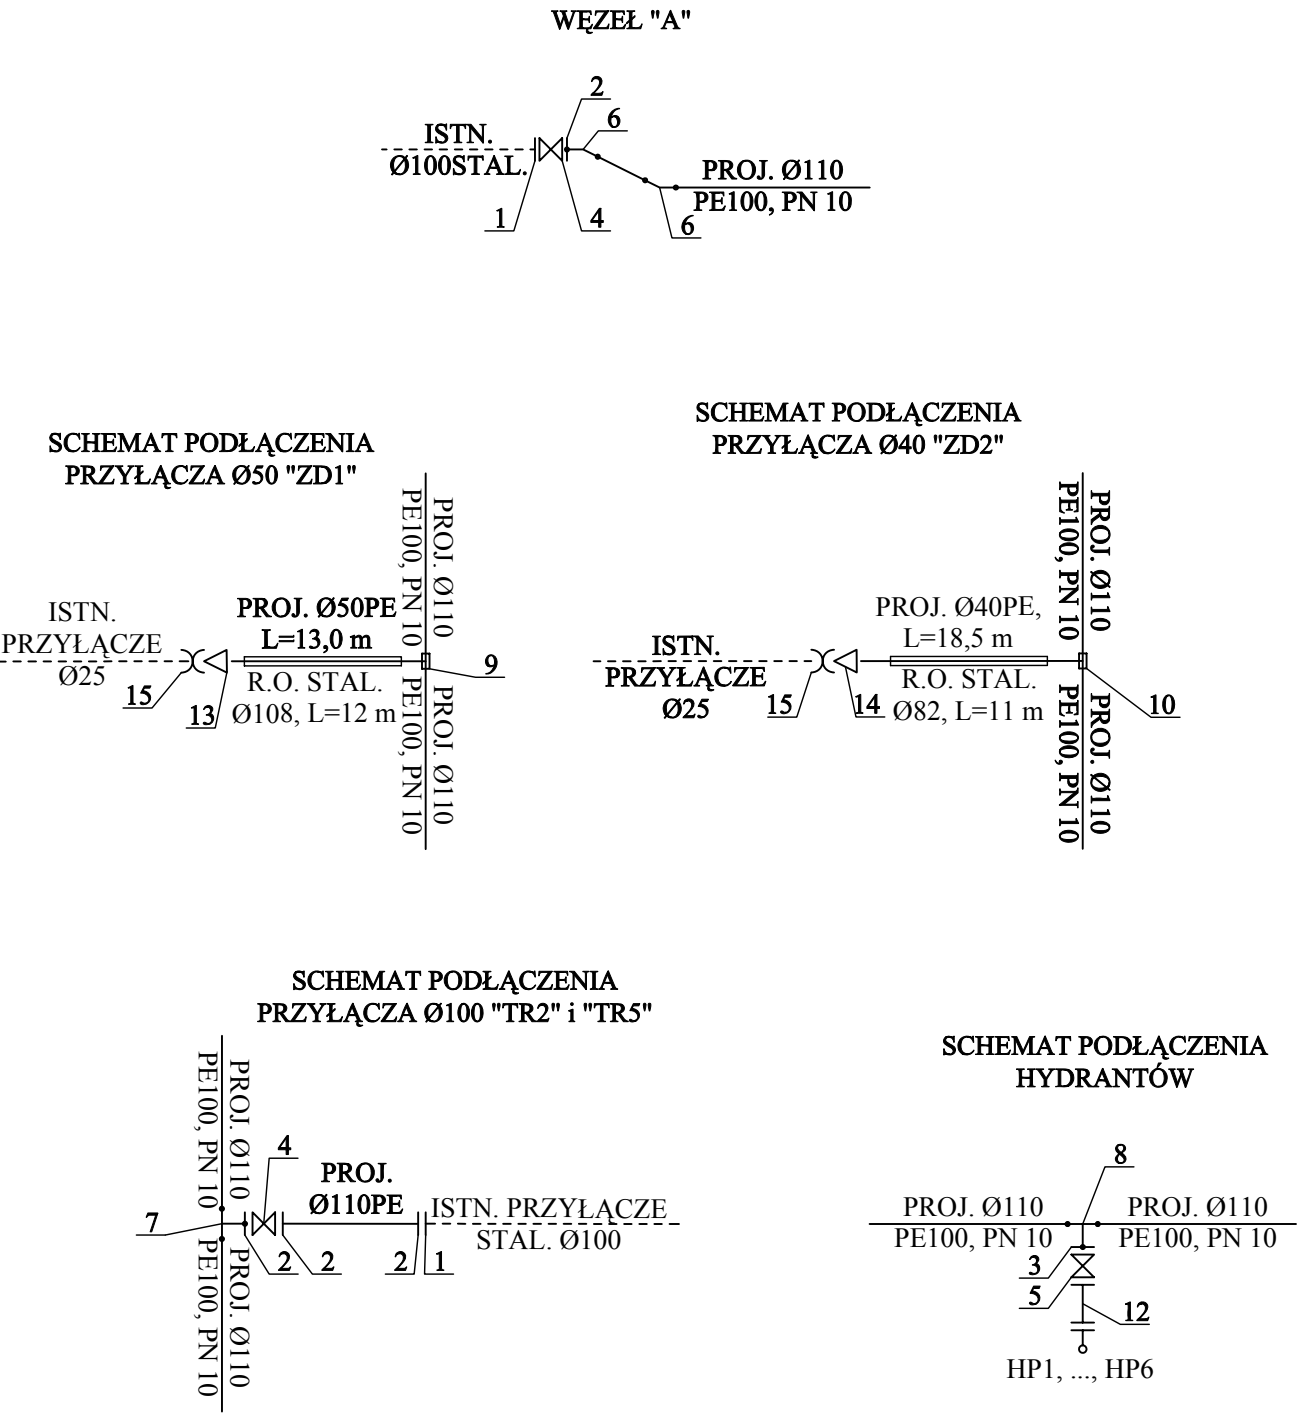 WĘZEŁ "A"
2
6
ISTN.
Ø100STAL.
PROJ. Ø110
PE100, PN 10
1
4
6
SCHEMAT PODŁĄCZENIA
PRZYŁĄCZA Ø50 "ZD1"
PE100, PN 10
PROJ. Ø110
ISTN.
PRZYŁĄCZE
Ø25
PROJ. Ø50PE
L=13,0 m
R.O. STAL.
Ø108, L=12 m
15
13
9
PE100, PN 10
PROJ. Ø110
SCHEMAT PODŁĄCZENIA
PRZYŁĄCZA Ø40 "ZD2"
PE100, PN 10
PROJ. Ø110
ISTN.
PRZYŁĄCZE
Ø25
PROJ. Ø40PE,
L=18,5 m
R.O. STAL.
Ø82, L=11 m
15
14
10
PE100, PN 10
PROJ. Ø110
SCHEMAT PODŁĄCZENIA
PRZYŁĄCZA Ø100 "TR2" i "TR5"
PE100, PN 10
PROJ. Ø110
4
PROJ.
Ø110PE
ISTN. PRZYŁĄCZE
STAL. Ø100
7
2
2
2
1
PE100, PN 10
PROJ. Ø110
SCHEMAT PODŁĄCZENIA
HYDRANTÓW
8
PROJ. Ø110
PE100, PN 10
PROJ. Ø110
PE100, PN 10
3
5
12
HP1, ..., HP6